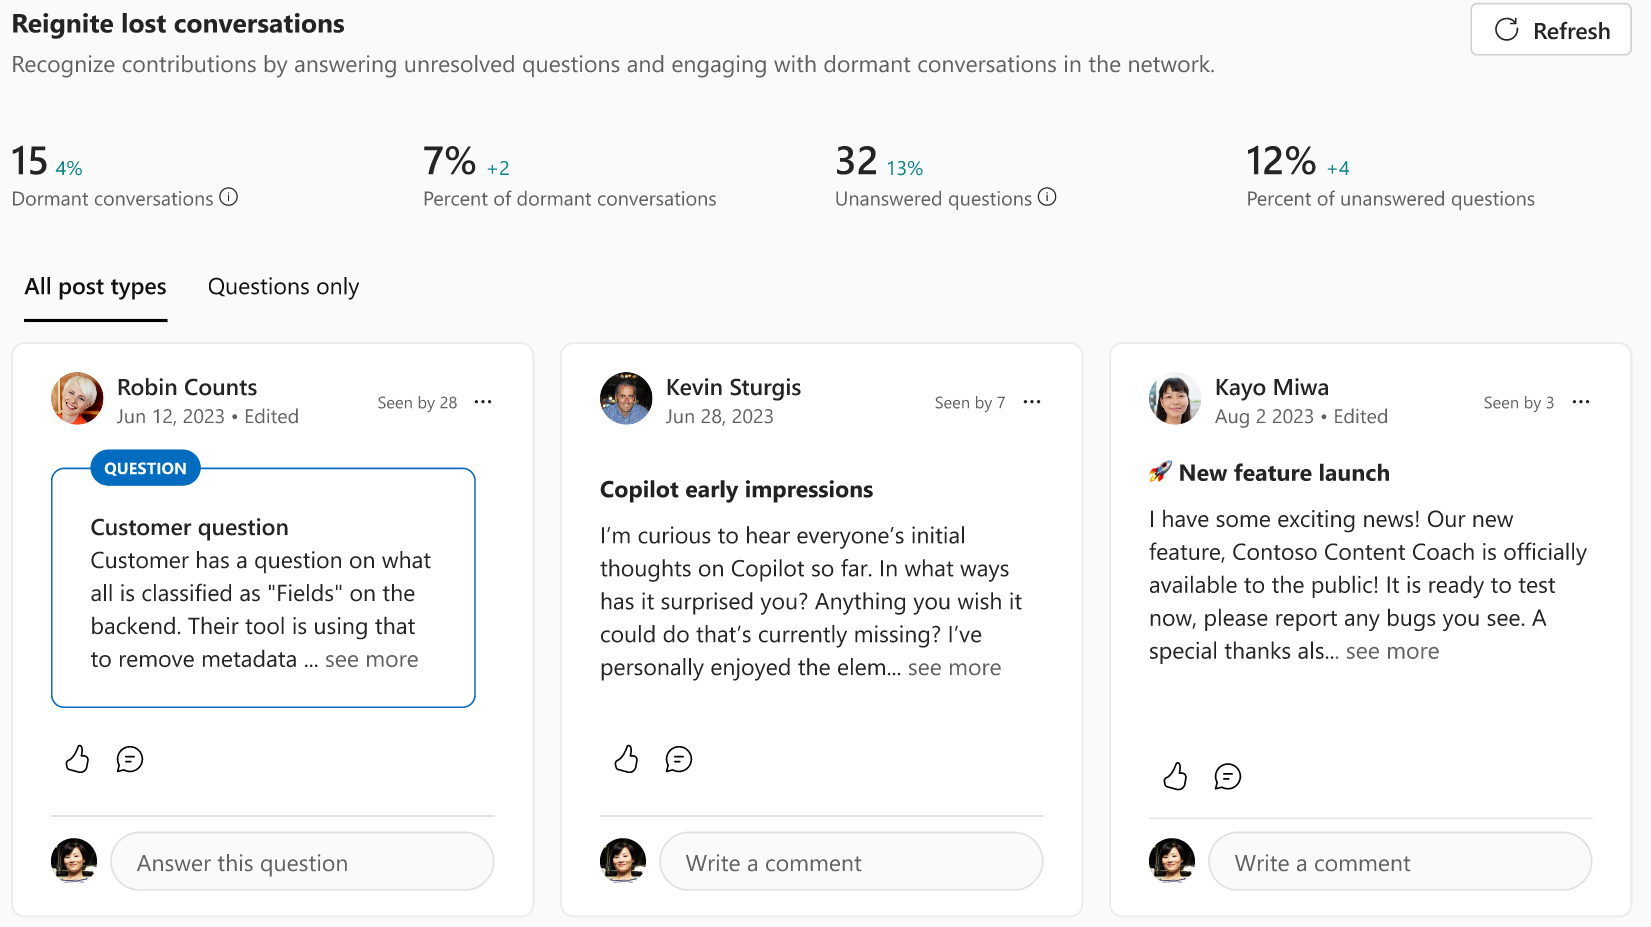 Reignite lost conversations
Refresh
Recognize contributions by answering unresolved questions and engaging with dormant conversations in the network.
15 4%
Dormant conversations
7% +2
Percent of dormant conversations
32 13%
Unanswered questions
12% +4
Percent of unanswered questions
All post types
Questions only
Robin Counts
Jun 12, 2023 • Edited
Seen by 28
QUESTION
Customer question
Customer has a question on what
all is classified as "Fields" on the
backend. Their tool is using that
to remove metadata ... see more
Answer this question
Kevin Sturgis
Jun 28, 2023
Seen by 7
Copilot early impressions
I’m curious to hear everyone’s initial
thoughts on Copilot so far. In what ways
has it surprised you? Anything you wish it
could do that’s currently missing? I’ve
personally enjoyed the elem... see more
Write a comment
Kayo Miwa
Aug 2 2023 • Edited
Seen by 3
🚀 New feature launch
I have some exciting news! Our new
feature, Contoso Content Coach is officially
available to the public! It is ready to test
now, please report any bugs you see. A
special thanks als... see more
Write a comment